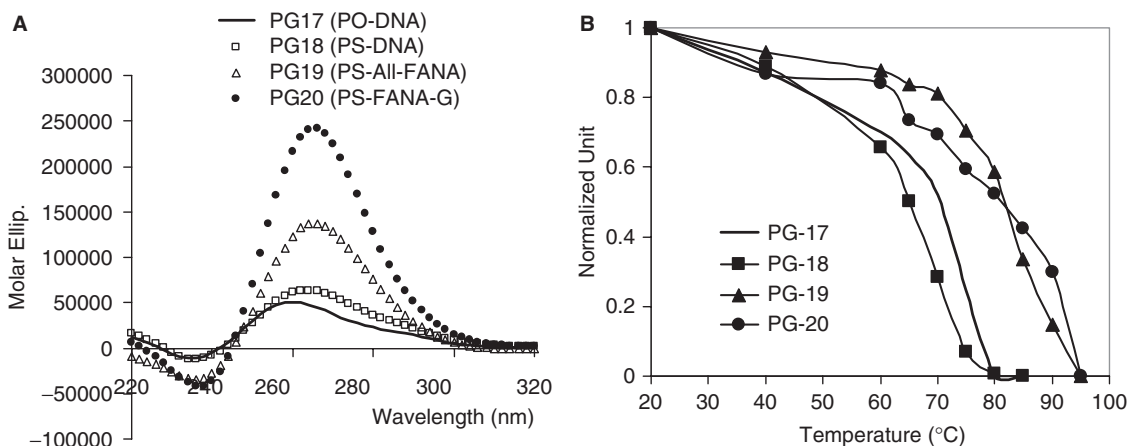 A
PG17 (PO-DNA)
PG18 (PS-DNA)
PG19 (PS-All-FANA)
PG20 (PS-FANA-G)
Molar Ellip.
300000
250000
200000
150000
100000
50000
0
−50000
−100000
220 240 260 280 300 320
Wavelength (nm)
B
Normalized Unit
1
0.8
0.6
0.4
0.2
0
PG-17
PG-18
PG-19
PG-20
20 30 40 50 60 70 80 90 100
Temperature (°C)